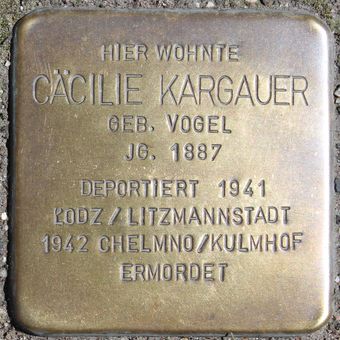 HIER WOHNTE
CÄCILIE KARGAUER
GEB. VOGEL
JG. 1887
DEPORTIERT 1941
ŁODZ / LITZMANNSTADT
1942 CHELMNO/KULMHOF
ERMORDET